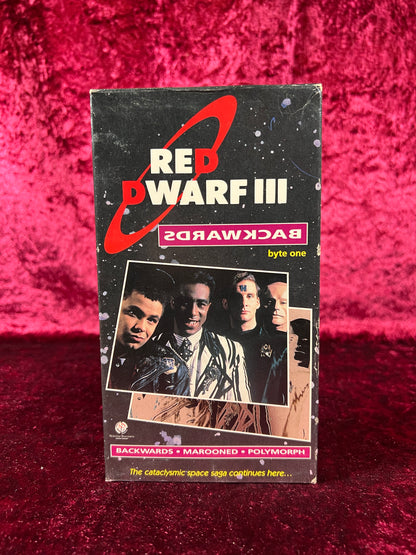 RED
DWARF III
BACKWARDS
byte one
BACKWARDS • MAROONED • POLYMORPH
The cataclysmic space saga continues here...